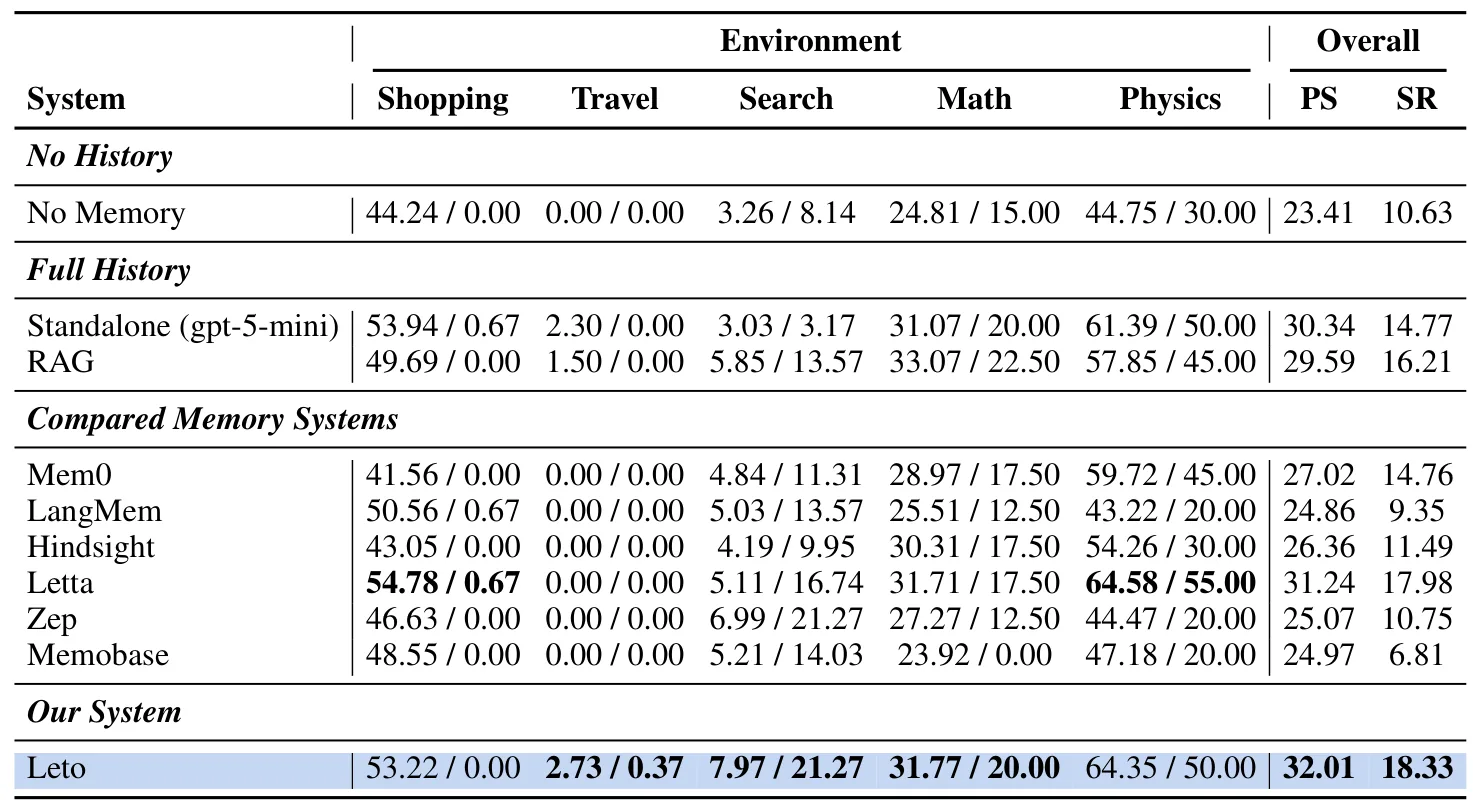 Environment Overall
System Shopping Travel Search Math Physics PS SR
No History
No Memory 44.24 / 0.00 0.00 / 0.00 3.26 / 8.14 24.81 / 15.00 44.75 / 30.00 23.41 10.63
Full History
Standalone (gpt-5-mini) 53.94 / 0.67 2.30 / 0.00 3.03 / 3.17 31.07 / 20.00 61.39 / 50.00 30.34 14.77
RAG 49.69 / 0.00 1.50 / 0.00 5.85 / 13.57 33.07 / 22.50 57.85 / 45.00 29.59 16.21
Compared Memory Systems
Mem0 41.56 / 0.00 0.00 / 0.00 4.84 / 11.31 28.97 / 17.50 59.72 / 45.00 27.02 14.76
LangMem 50.56 / 0.67 0.00 / 0.00 5.03 / 13.57 25.51 / 12.50 43.22 / 20.00 24.86 9.35
Hindsight 43.05 / 0.00 0.00 / 0.00 4.19 / 9.95 30.31 / 17.50 54.26 / 30.00 26.36 11.49
Letta 54.78 / 0.67 0.00 / 0.00 5.11 / 16.74 31.71 / 17.50 64.58 / 55.00 31.24 17.98
Zep 46.63 / 0.00 0.00 / 0.00 6.99 / 21.27 27.27 / 12.50 44.47 / 20.00 25.07 10.75
Memobase 48.55 / 0.00 0.00 / 0.00 5.21 / 14.03 23.92 / 0.00 47.18 / 20.00 24.97 6.81
Our System
Leto 53.22 / 0.00 2.73 / 0.37 7.97 / 21.27 31.77 / 20.00 64.35 / 50.00 32.01 18.33